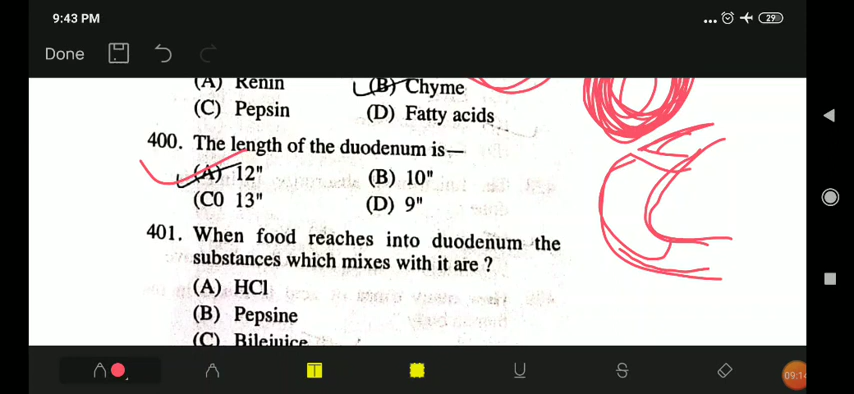 9:43 PM
29
Done
(A) Renin (B) Chyme
(C) Pepsin (D) Fatty acids
400. The length of the duodenum is—
(A) 12" (B) 10"
(C0 13" (D) 9"
401. When food reaches into duodenum the
substances which mixes with it are ?
(A) HCl
(B) Pepsine
(C) Bilejuice
T
U
S